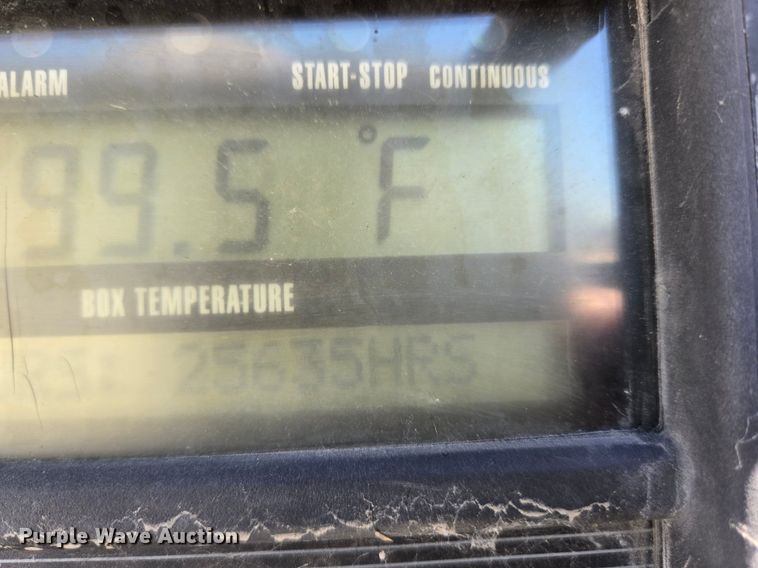 ALARM START-STOP CONTINUOUS
99.5 °F
BOX TEMPERATURE
25635HRS
Purple Wave Auction